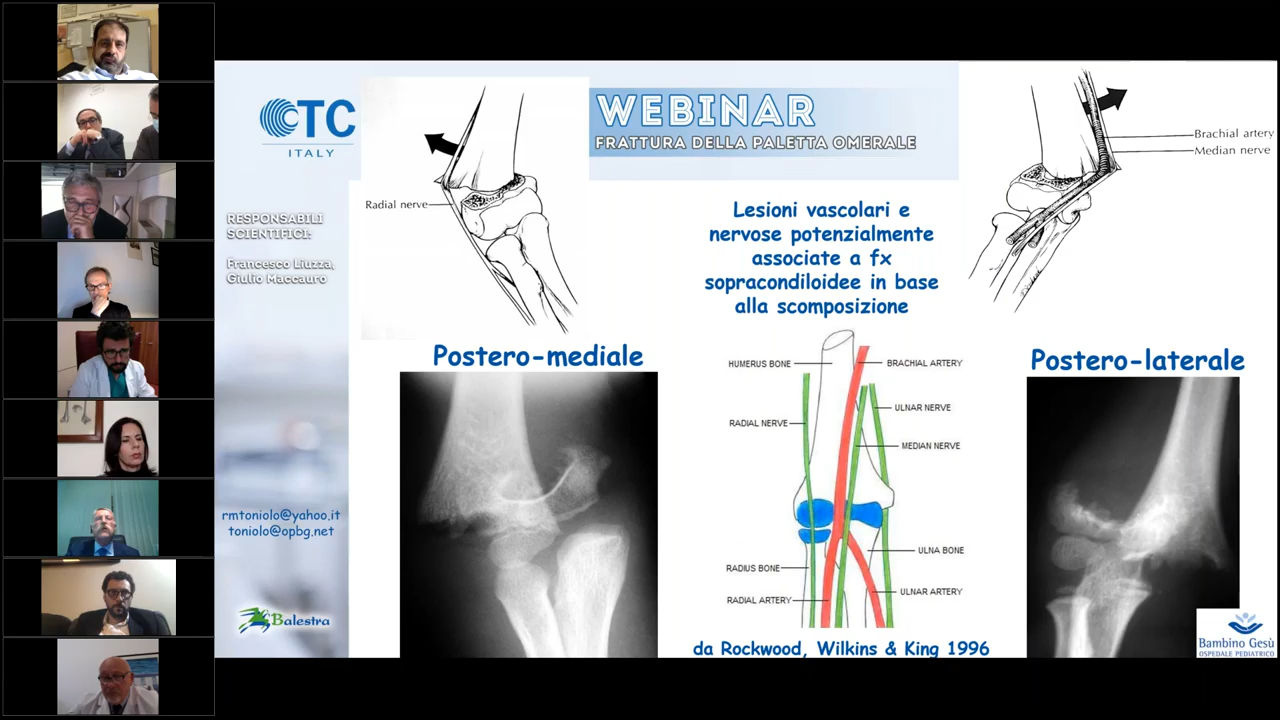 CTC
ITALY
RESPONSABILI
SCIENTIFICI:
Francesco Liuzza,
Giulio Maccauro
rmtoniolo@yahoo.it
toniolo@opbg.net
Balestra
WEBINAR
FRATTURA DELLA PALETTA OMERALE
Radial nerve
Brachial artery
Median nerve
Lesioni vascolari e
nervose potenzialmente
associate a fx
sopracondiloidee in base
alla scomposizione
Postero-mediale
Postero-laterale
HUMERUS BONE
BRACHIAL ARTERY
ULNAR NERVE
RADIAL NERVE
MEDIAN NERVE
ULNA BONE
RADIUS BONE
ULNAR ARTERY
RADIAL ARTERY
da Rockwood, Wilkins & King 1996
Bambino Gesù
OSPEDALE PEDIATRICO